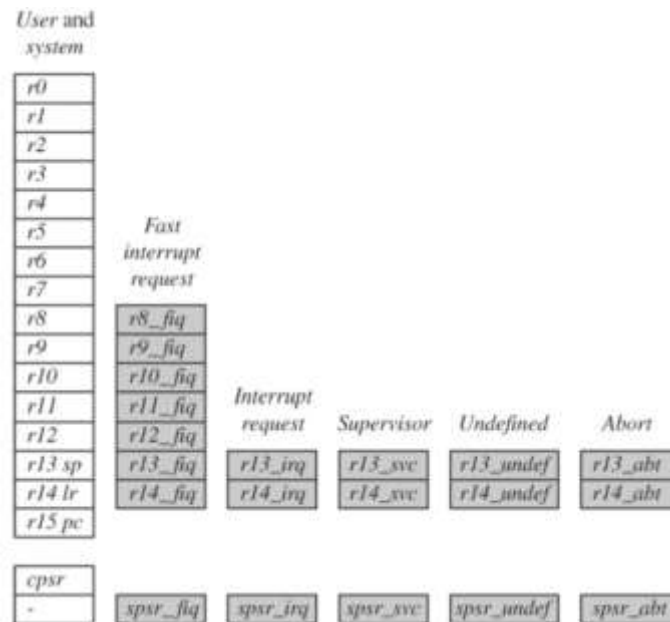 User and
system
r0
r1
r2
r3
r4
r5
r6
r7
r8
r9
r10
r11
r12
r13 sp
r14 lr
r15 pc
cpsr
-
Fast
interrupt
request
r8_fiq
r9_fiq
r10_fiq
r11_fiq
r12_fiq
r13_fiq
r14_fiq
spsr_fiq
Interrupt
request
r13_irq
r14_irq
spsr_irq
Supervisor
r13_svc
r14_svc
spsr_svc
Undefined
r13_undef
r14_undef
spsr_undef
Abort
r13_abt
r14_abt
spsr_abt